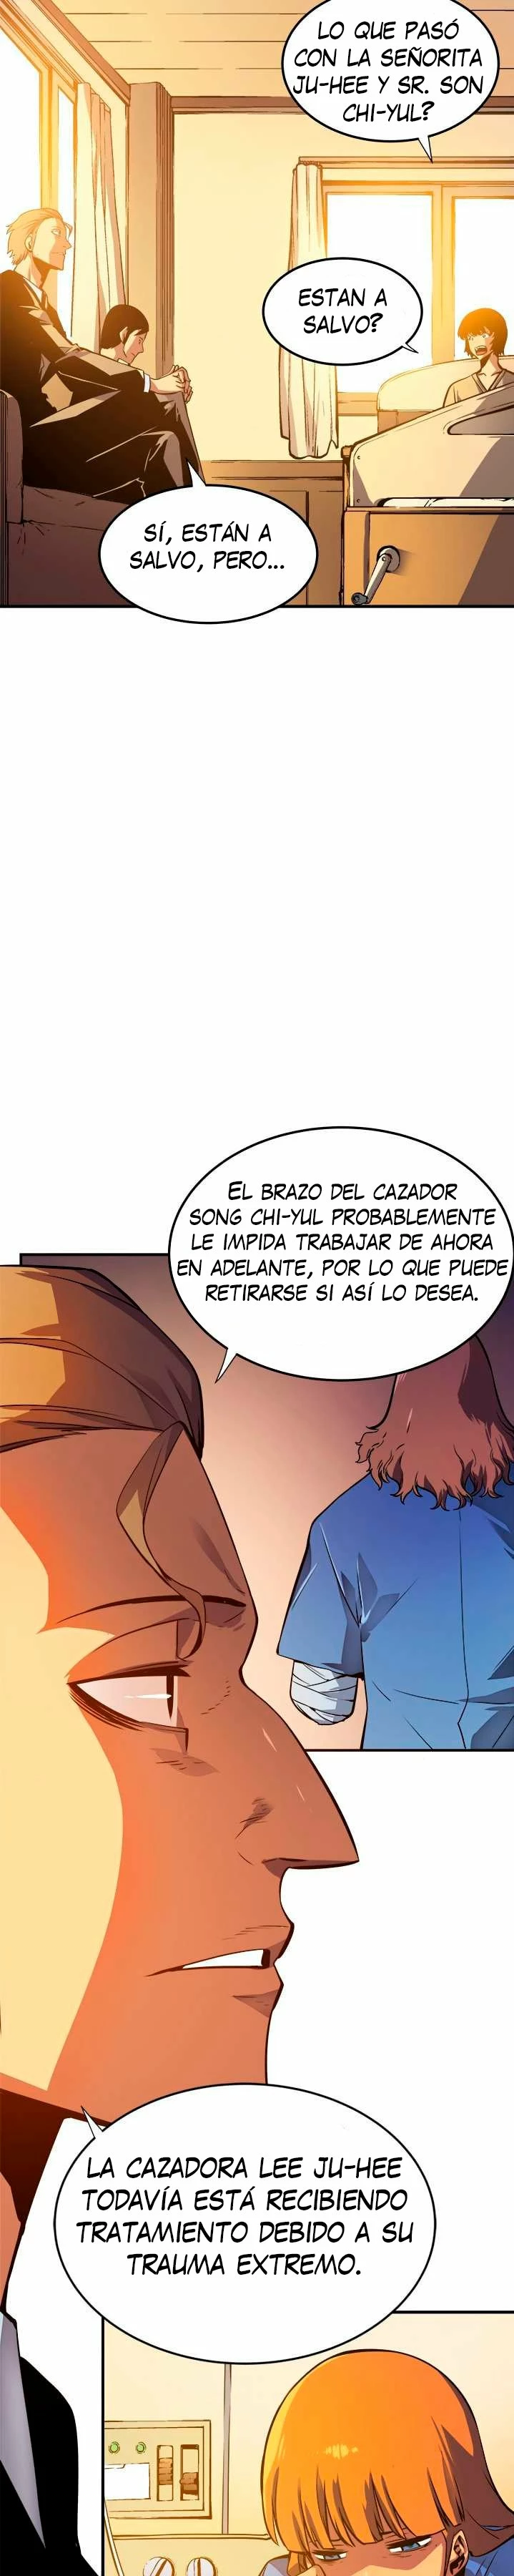 LO QUE PASÓ
CON LA SEÑORITA
JU-HEE Y SR. SON
CHI-YUL?
ESTAN A
SALVO?
SÍ, ESTÁN A
SALVO, PERO...
EL BRAZO DEL CAZADOR
SONG CHI-YUL PROBABLEMENTE
LE IMPIDA TRABAJAR DE AHORA
EN ADELANTE, POR LO QUE PUEDE
RETIRARSE SI ASÍ LO DESEA.
LA CAZADORA LEE JU-HEE
TODAVÍA ESTÁ RECIBIENDO
TRATAMIENTO DEBIDO A SU
TRAUMA EXTREMO.